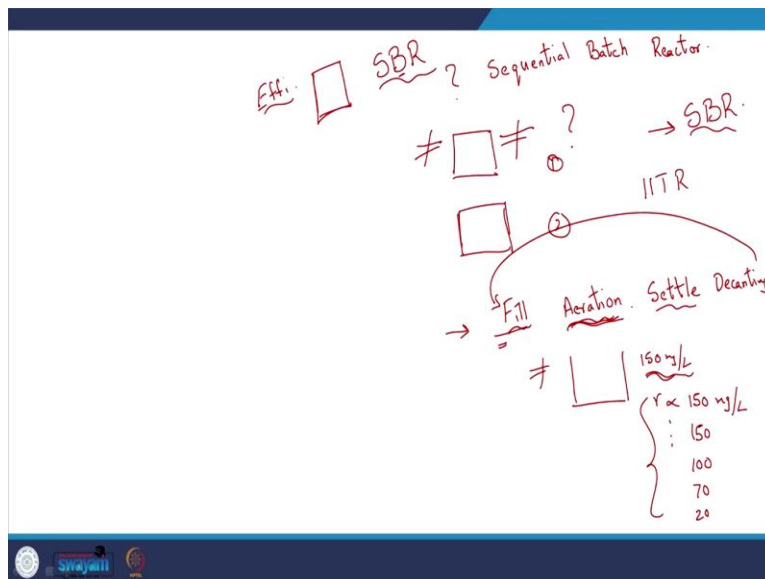 Effi. SBR ? Sequential Batch Reactor.
≠ ≠ ? → SBR.
①
IITR
②
→ Fill Aeration. Settle Decanting
≠ 150 mg/L
r ∝ 150 mg/L
⋮ 150
100
70
20
swayam